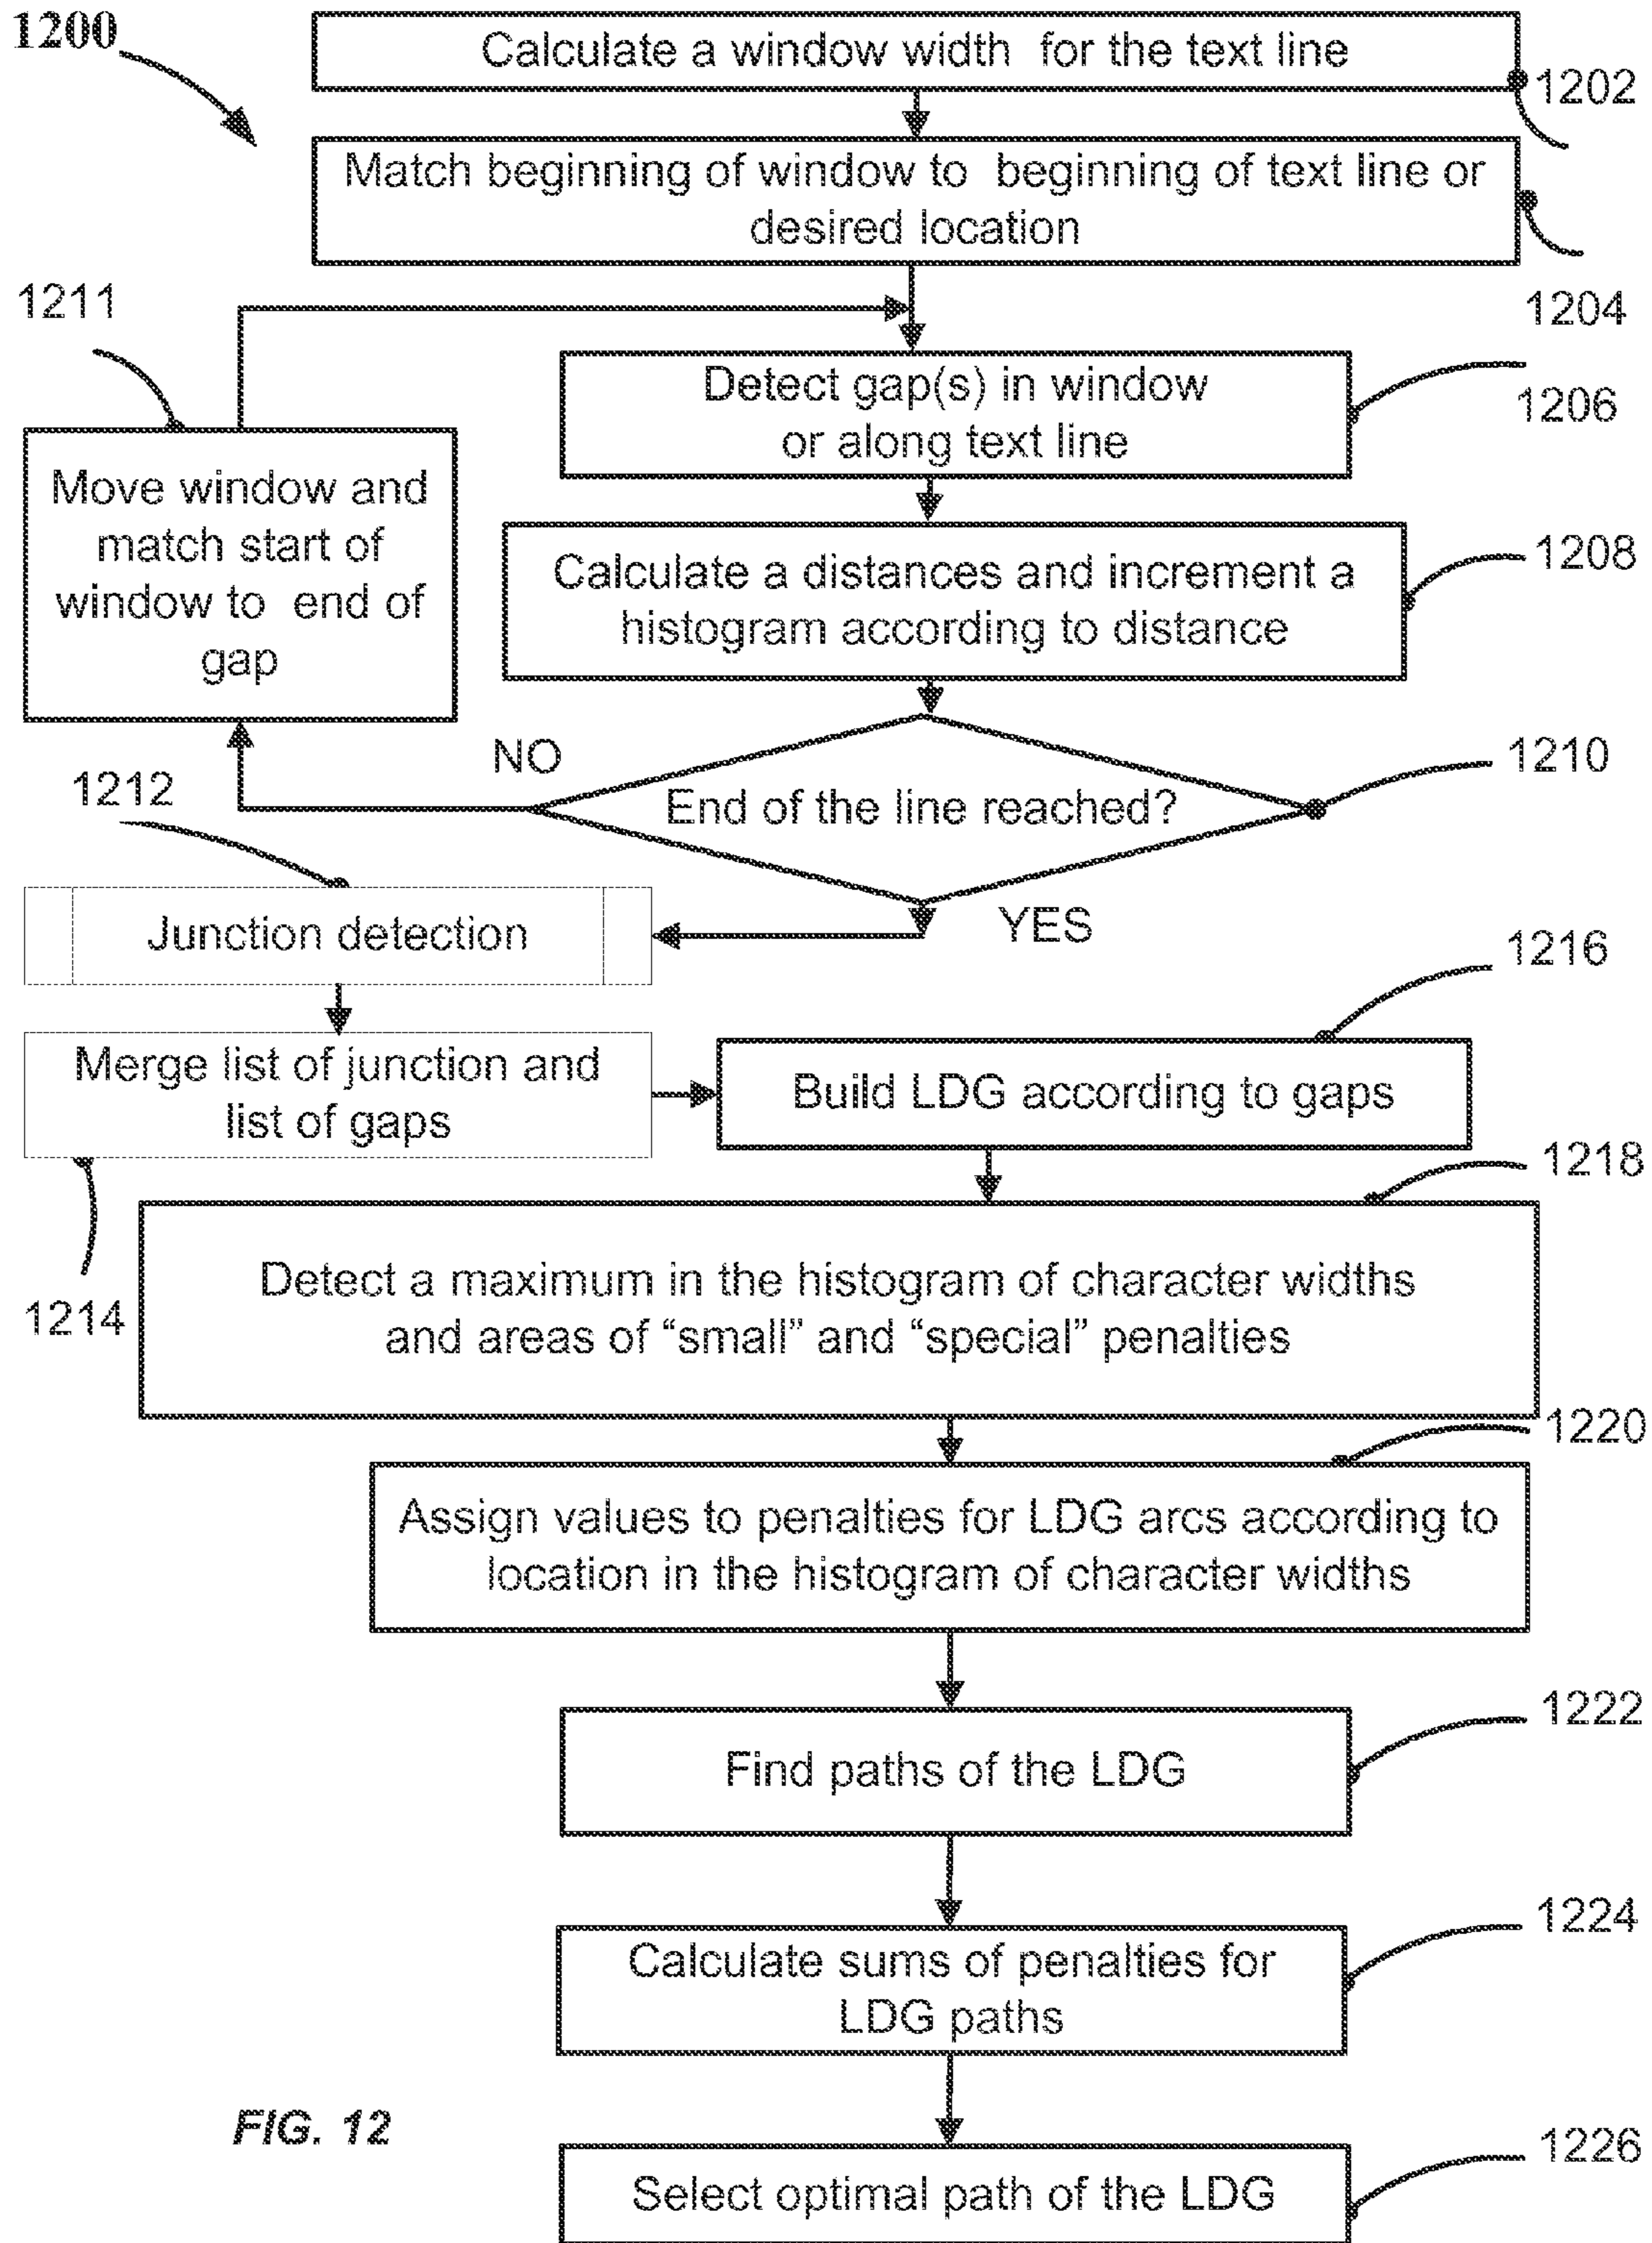 1200
Calculate a window width for the text line
1202
Match beginning of window to beginning of text line or
desired location
1204
1211
Detect gap(s) in window
or along text line
1206
Move window and
match start of
window to end of
gap
Calculate a distances and increment a
histogram according to distance
1208
NO
1210
End of the line reached?
1212
YES
Junction detection
1216
Merge list of junction and
list of gaps
Build LDG according to gaps
1218
1214
Detect a maximum in the histogram of character widths
and areas of “small” and “special” penalties
1220
Assign values to penalties for LDG arcs according to
location in the histogram of character widths
1222
Find paths of the LDG
1224
Calculate sums of penalties for
LDG paths
FIG. 12
1226
Select optimal path of the LDG